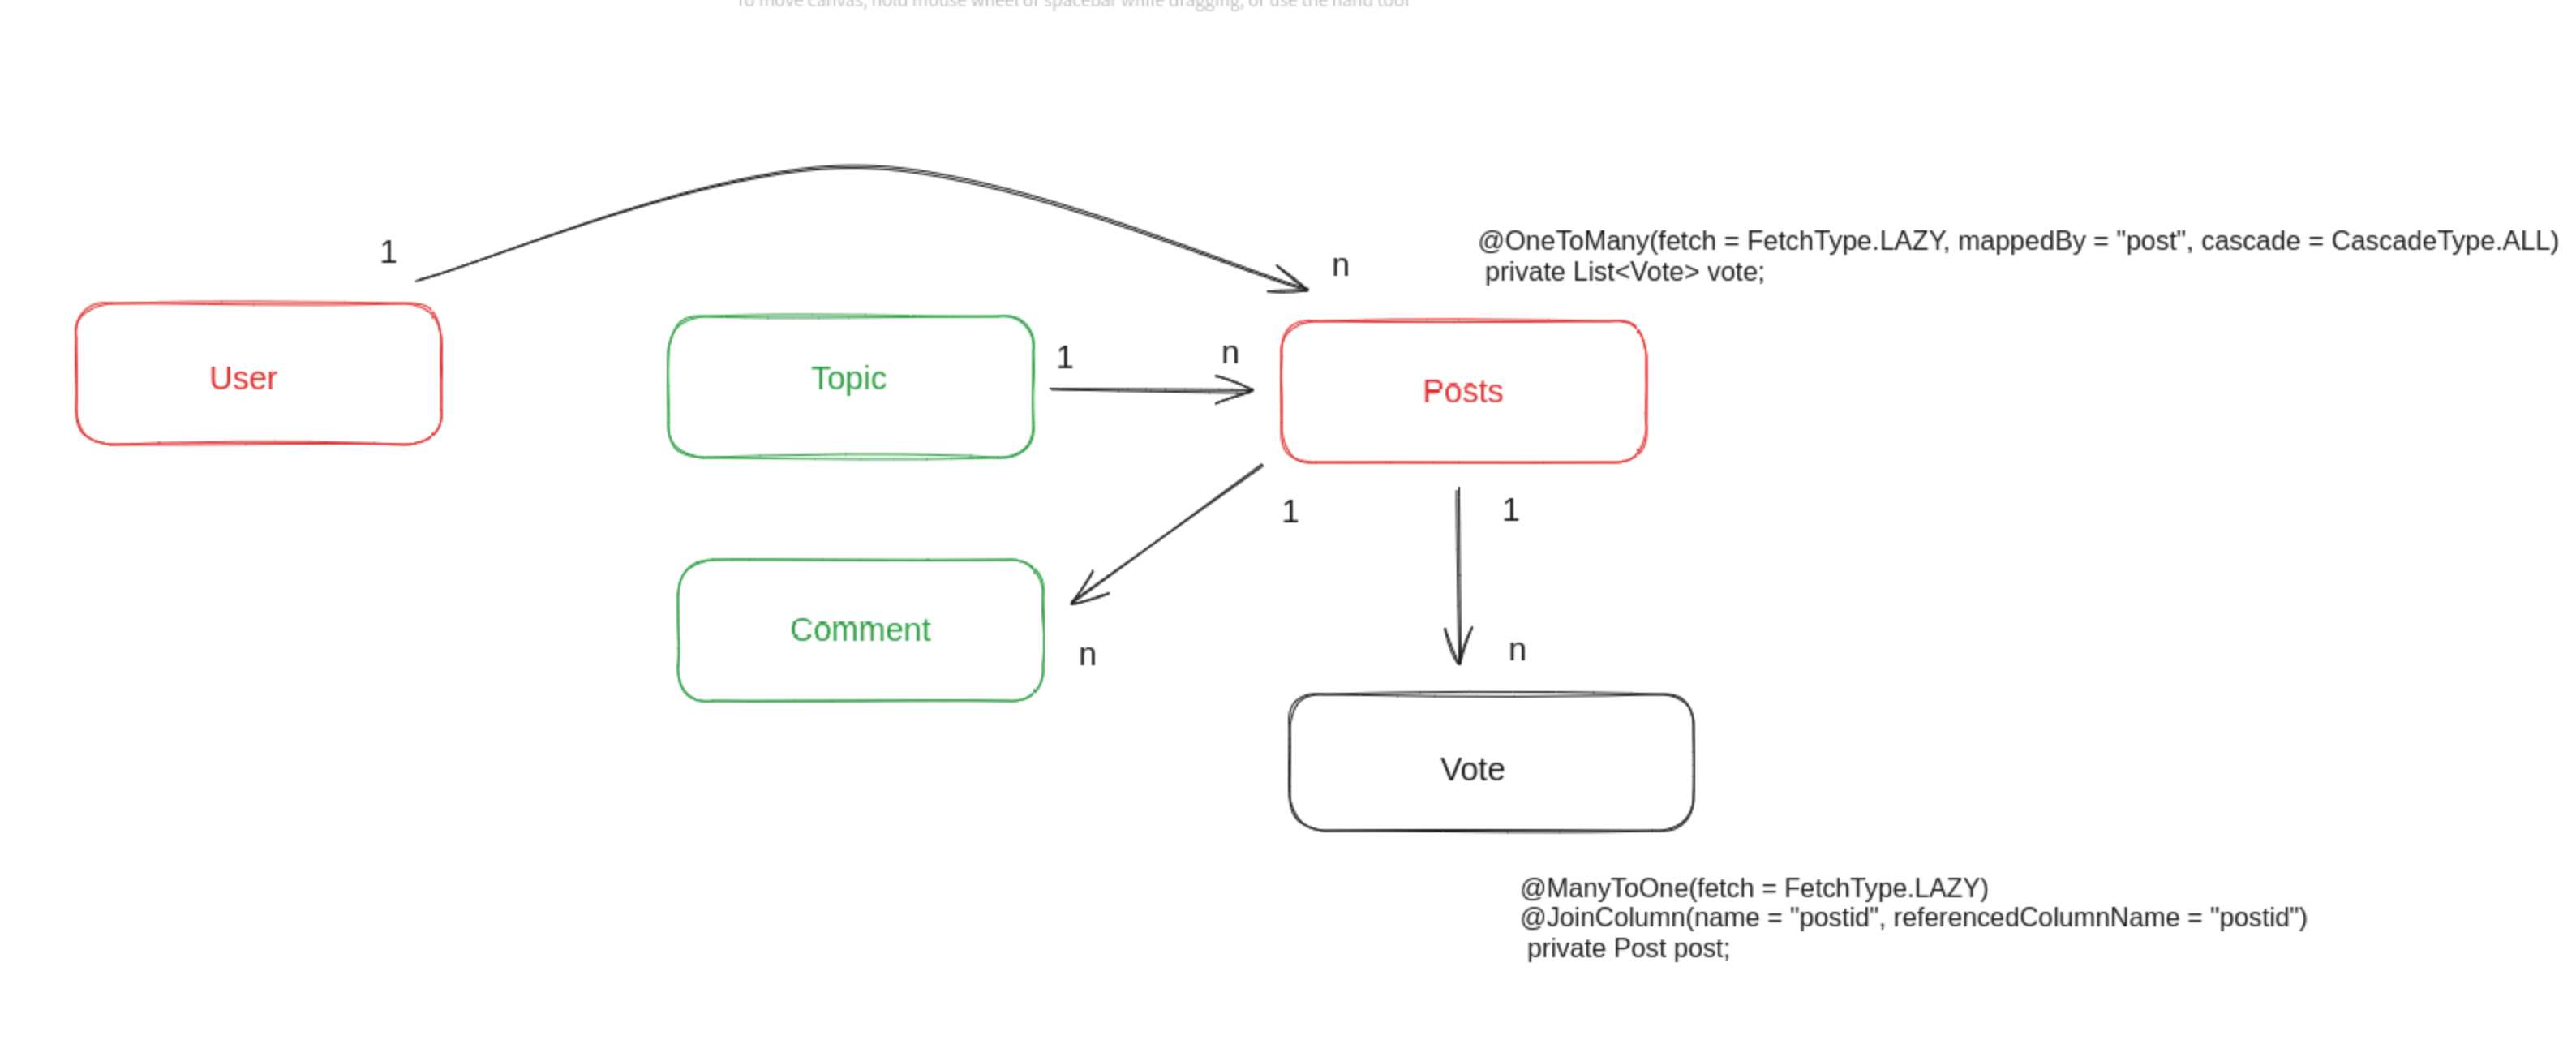 To move canvas, hold mouse wheel or spacebar while dragging, or use the hand tool
1
n
@OneToMany(fetch = FetchType.LAZY, mappedBy = "post", cascade = CascadeType.ALL)
private List<Vote> vote;
User
Topic
1
n
Posts
1
1
Comment
n
n
Vote
@ManyToOne(fetch = FetchType.LAZY)
@JoinColumn(name = "postid", referencedColumnName = "postid")
private Post post;